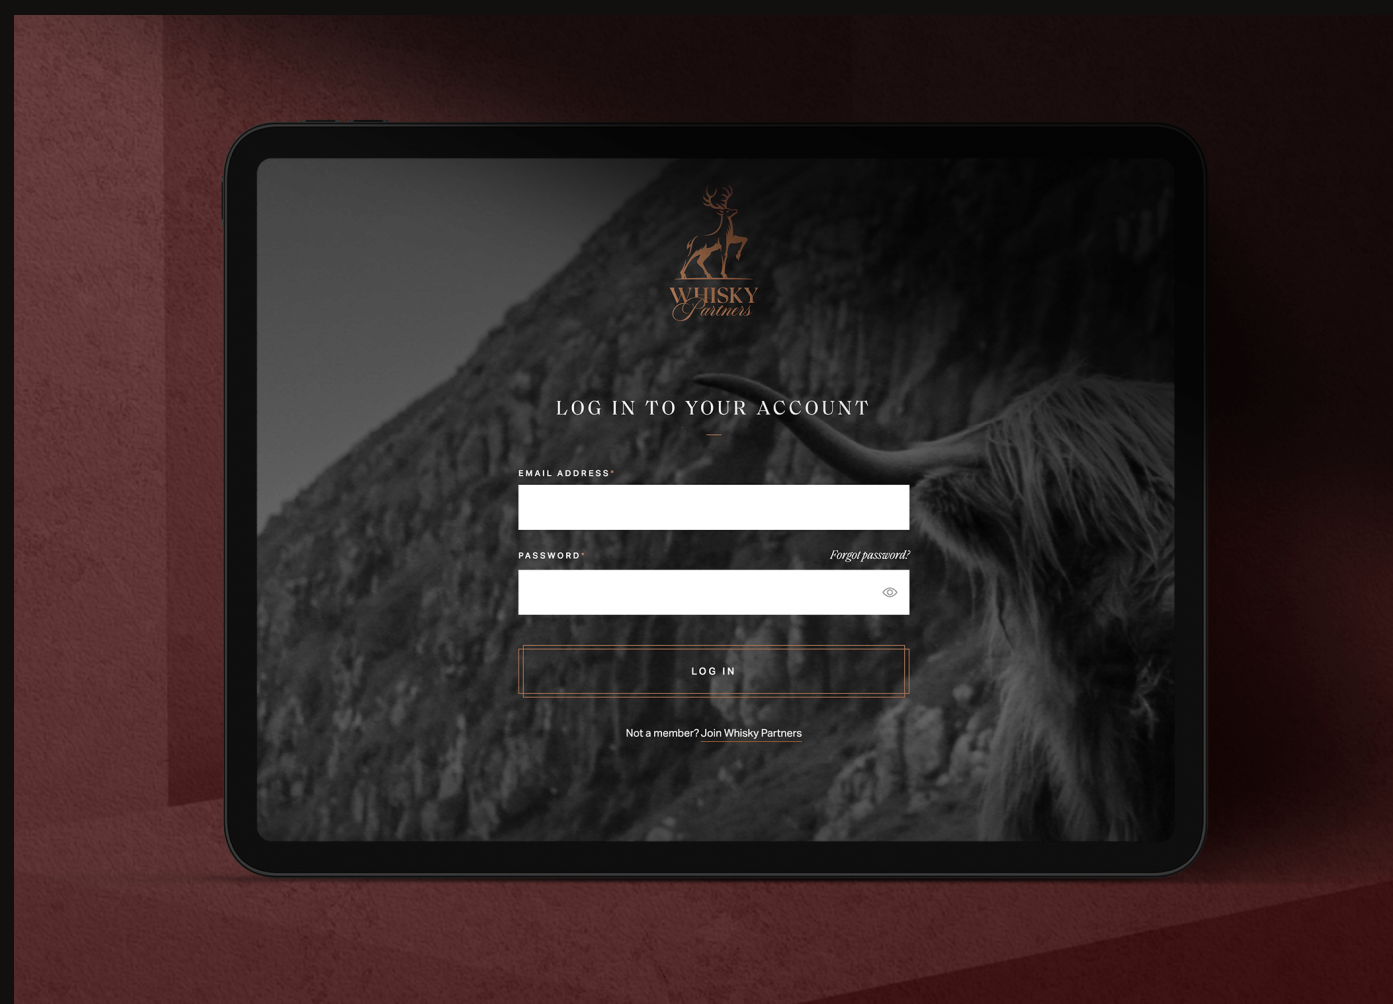 WHISKY
Partners
LOG IN TO YOUR ACCOUNT
EMAIL ADDRESS*
PASSWORD*
Forgot password?
LOG IN
Not a member? Join Whisky Partners